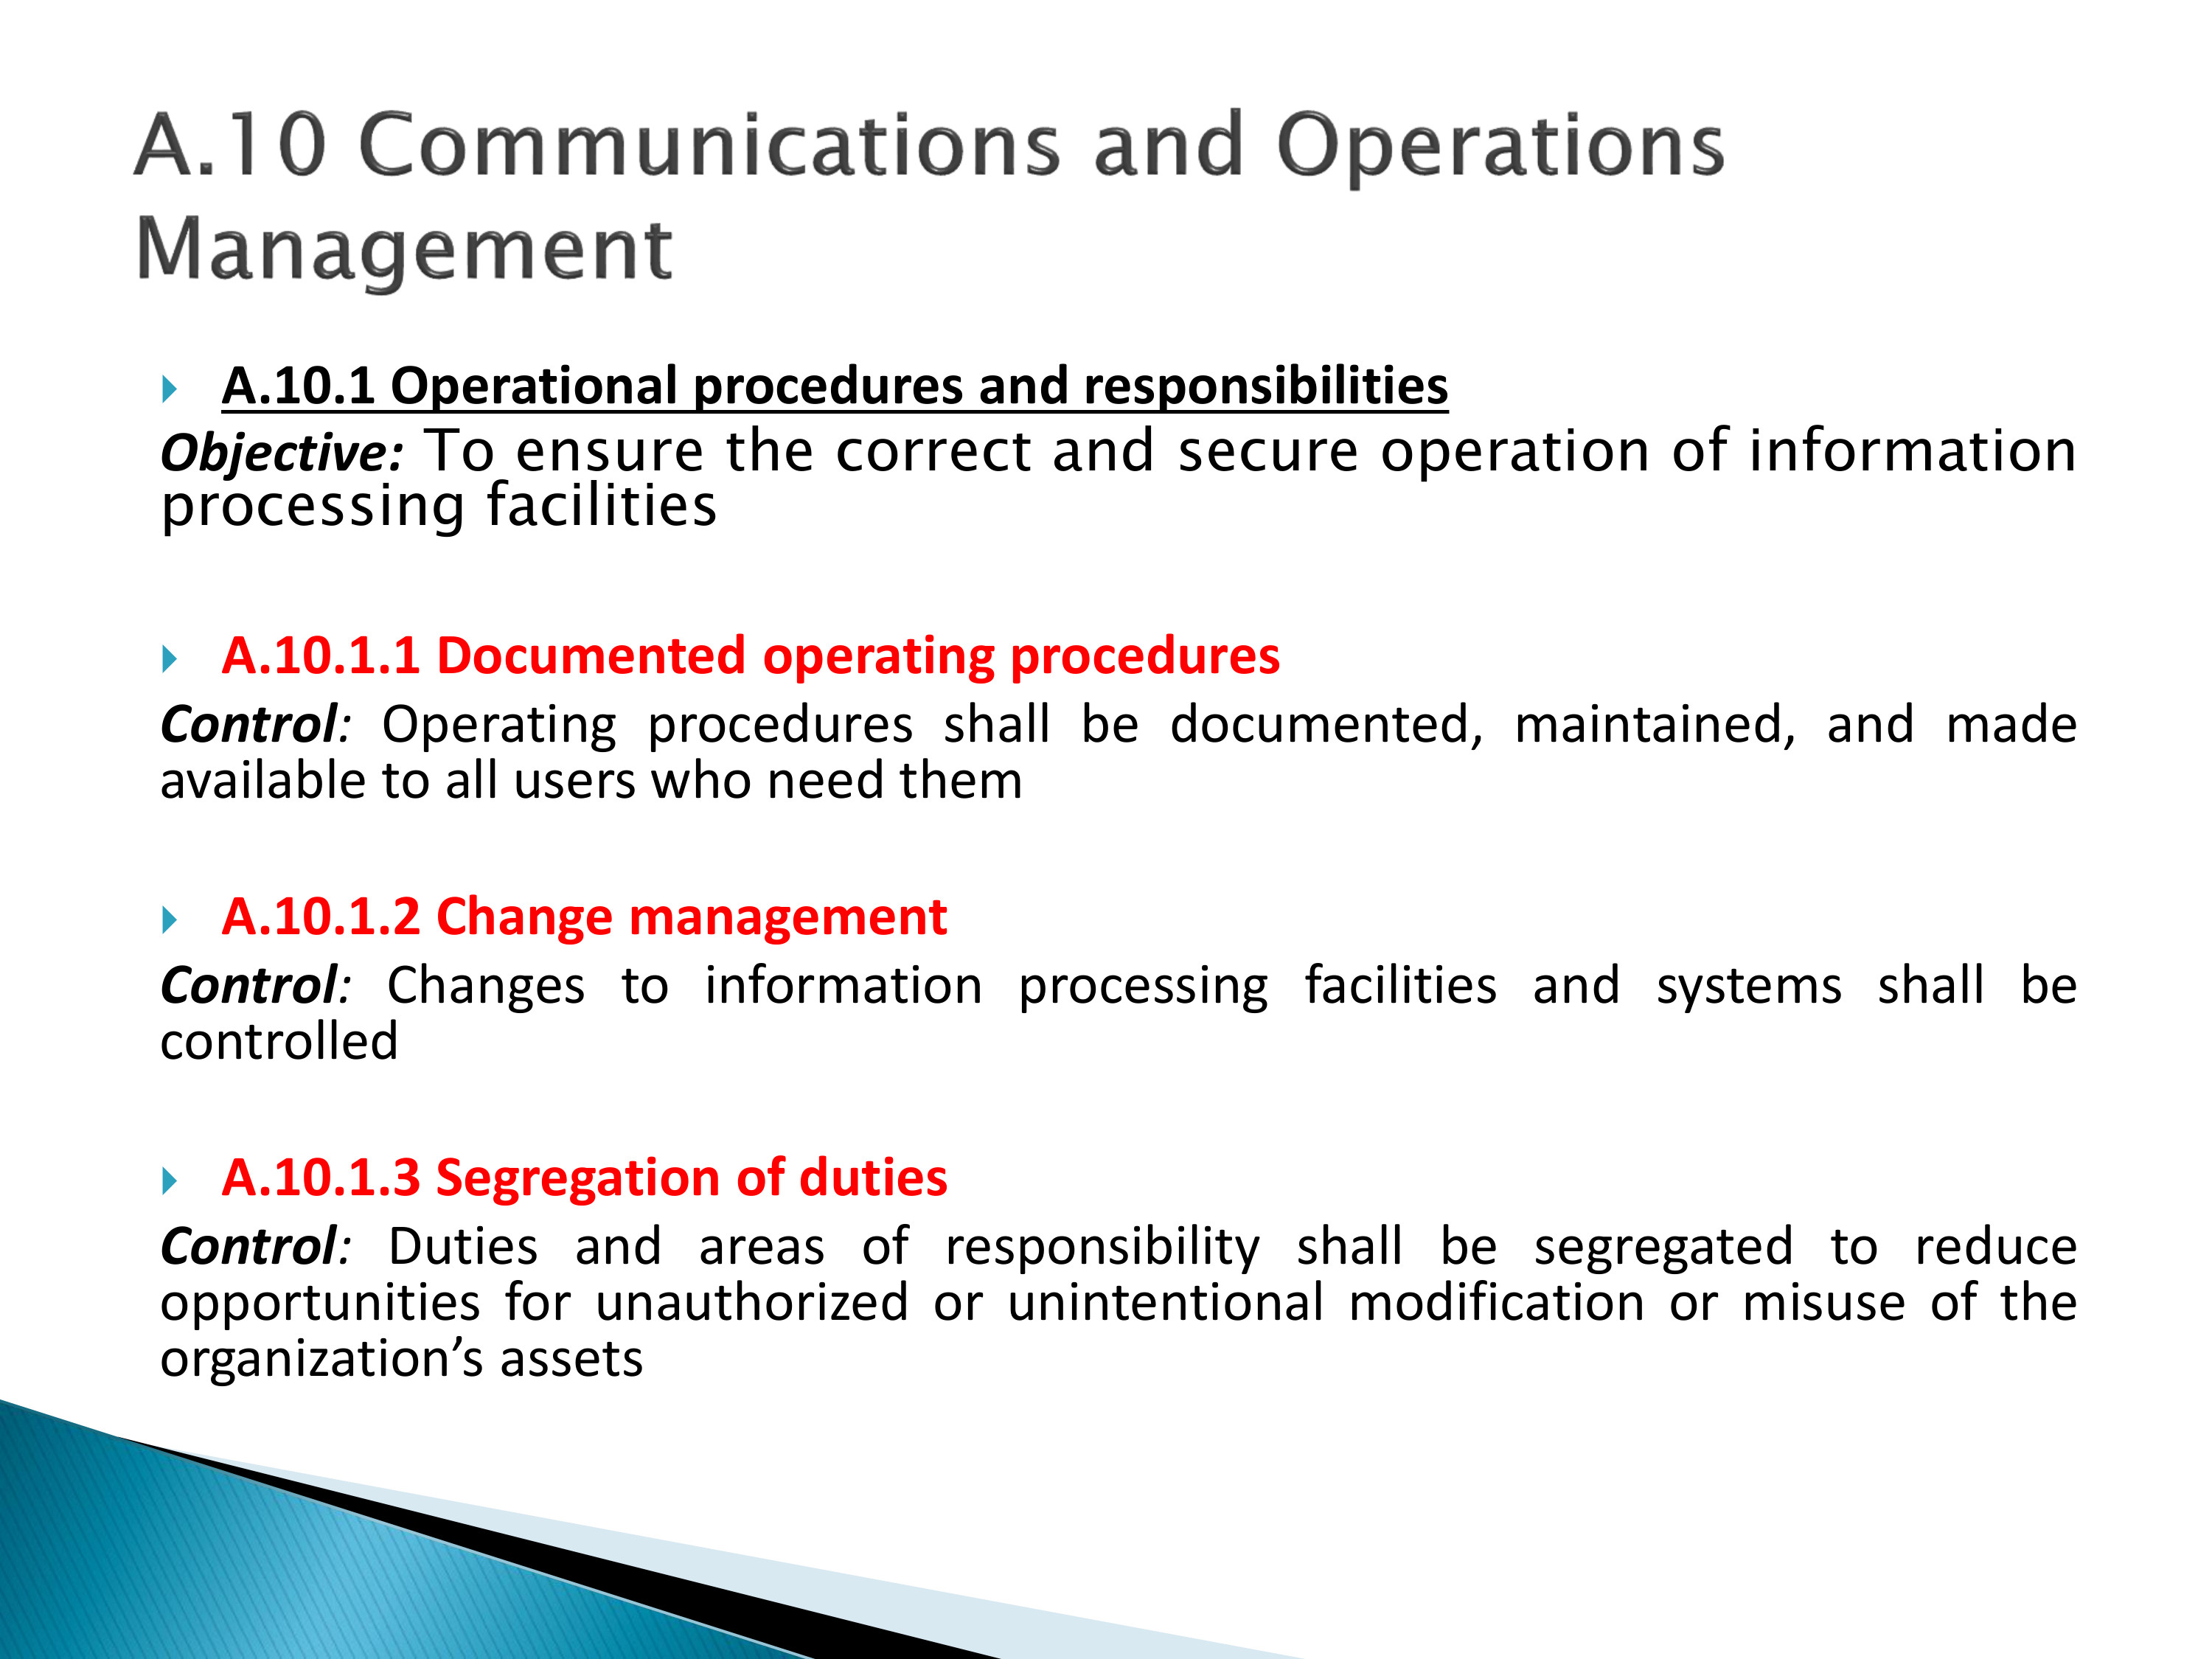 A.10 Communications and Operations
Management
A.10.1 Operational procedures and responsibilities
Objective: To ensure the correct and secure operation of information
processing facilities
A.10.1.1 Documented operating procedures
Control: Operating procedures shall be documented, maintained, and made
available to all users who need them
A.10.1.2 Change management
Control: Changes to information processing facilities and systems shall be
controlled
A.10.1.3 Segregation of duties
Control: Duties and areas of responsibility shall be segregated to reduce
opportunities for unauthorized or unintentional modification or misuse of the
organization’s assets